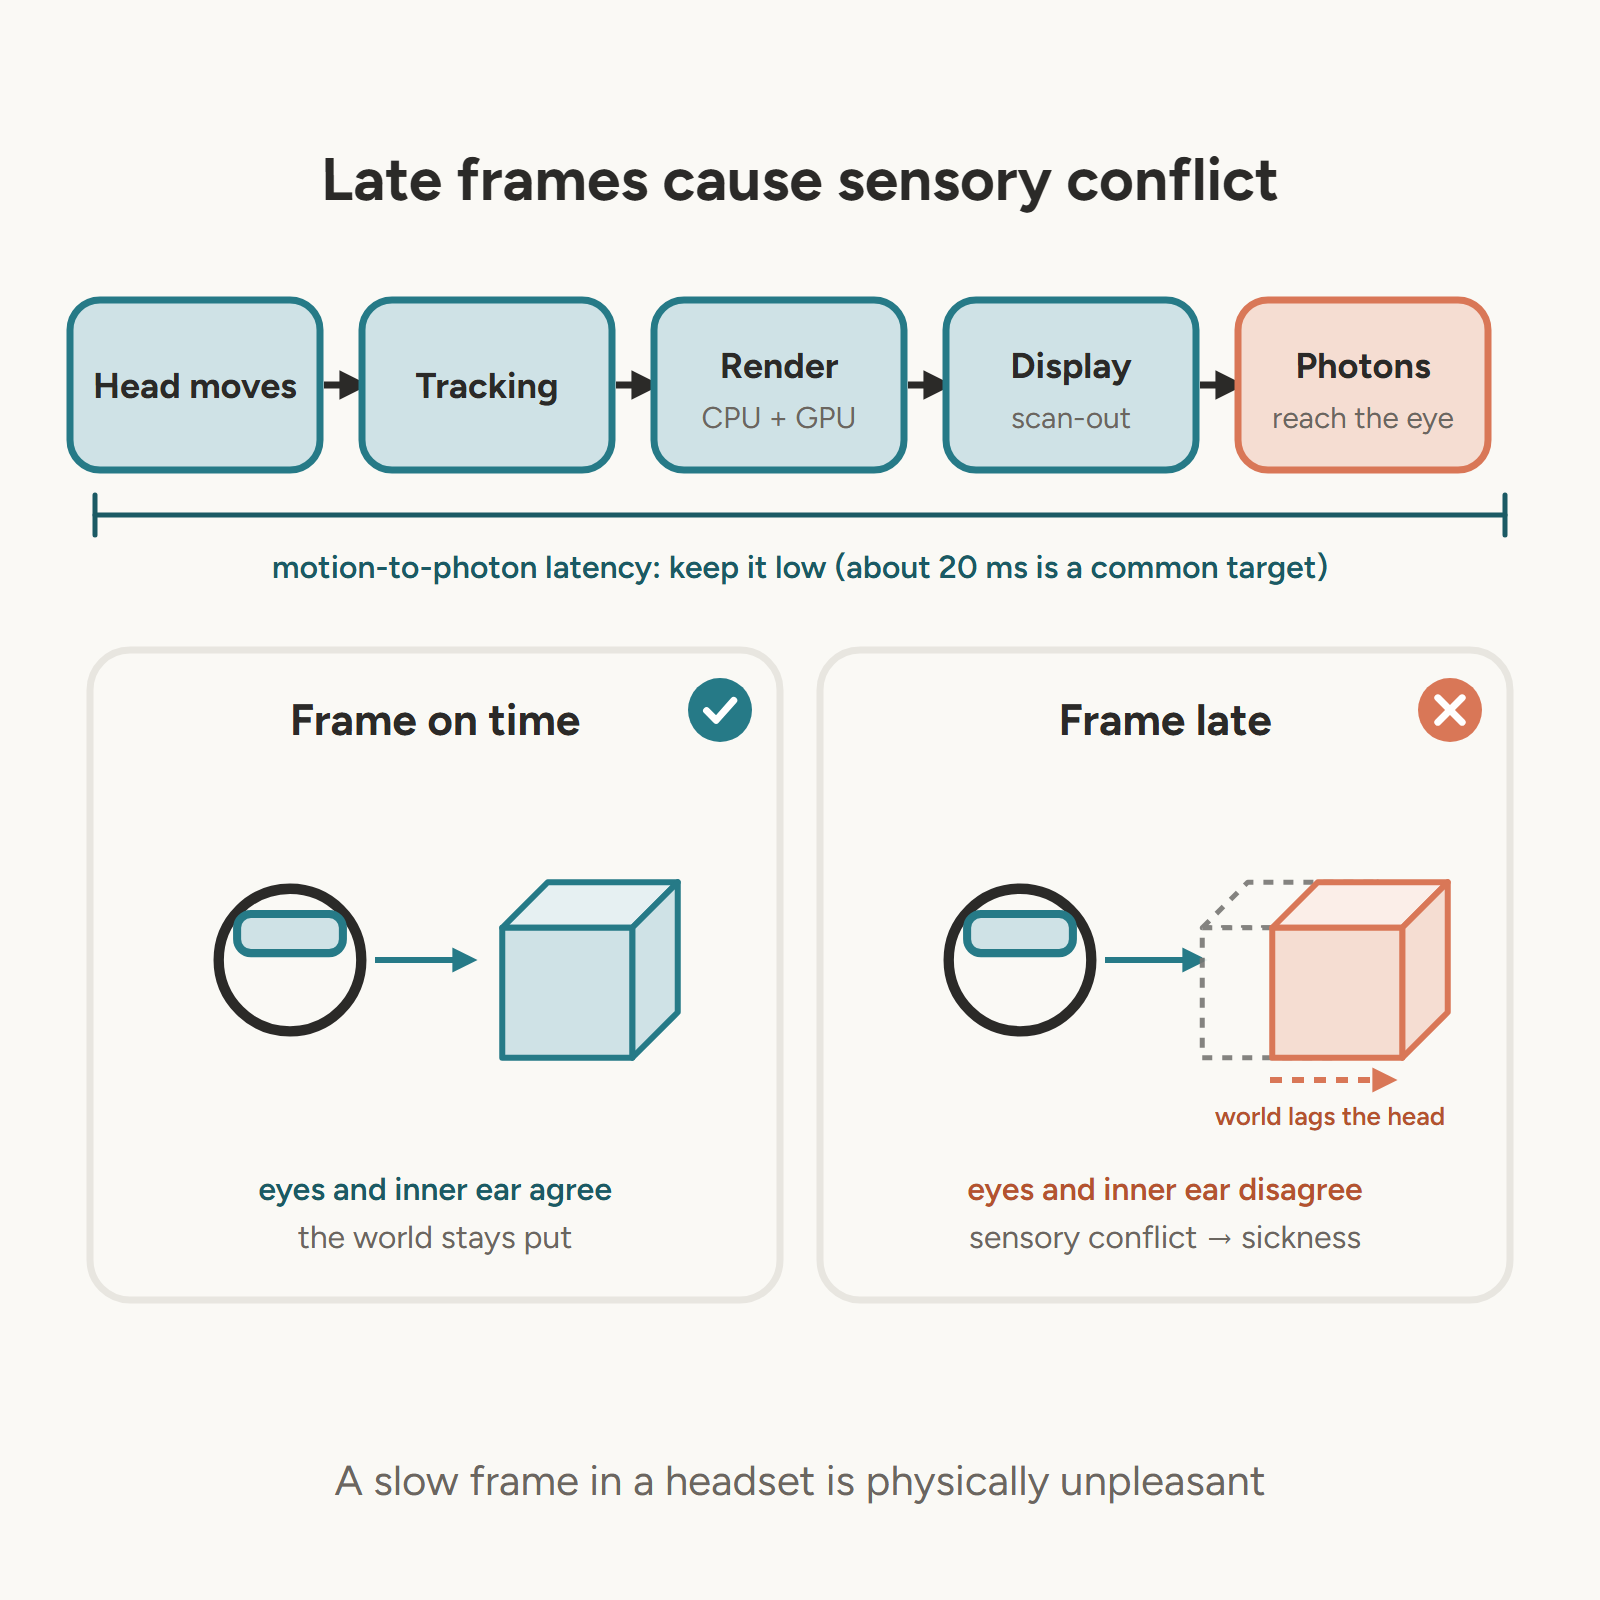 Late frames cause sensory conflict
Head moves
Tracking
Render
CPU + GPU
Display
scan-out
Photons
reach the eye
motion-to-photon latency: keep it low (about 20 ms is a common target)
Frame on time
eyes and inner ear agree
the world stays put
Frame late
world lags the head
eyes and inner ear disagree
sensory conflict → sickness
A slow frame in a headset is physically unpleasant